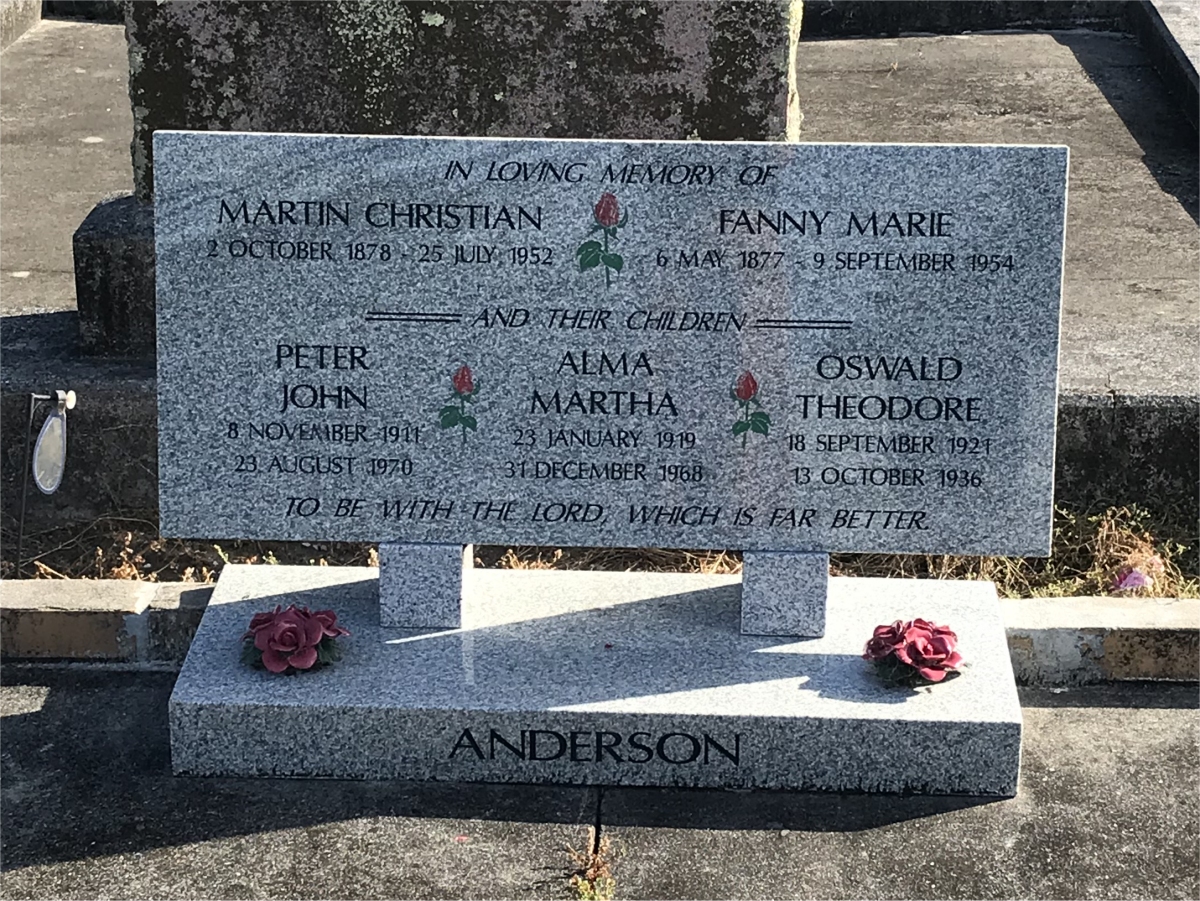 IN LOVING MEMORY OF
MARTIN CHRISTIAN
2 OCTOBER 1878 - 25 JULY 1952
FANNY MARIE
6 MAY 1877 - 9 SEPTEMBER 1954
AND THEIR CHILDREN
PETER
JOHN
8 NOVEMBER 1911
23 AUGUST 1970
ALMA
MARTHA
23 JANUARY 1919
31 DECEMBER 1968
OSWALD
THEODORE
18 SEPTEMBER 1921
13 OCTOBER 1936
TO BE WITH THE LORD, WHICH IS FAR BETTER.
ANDERSON